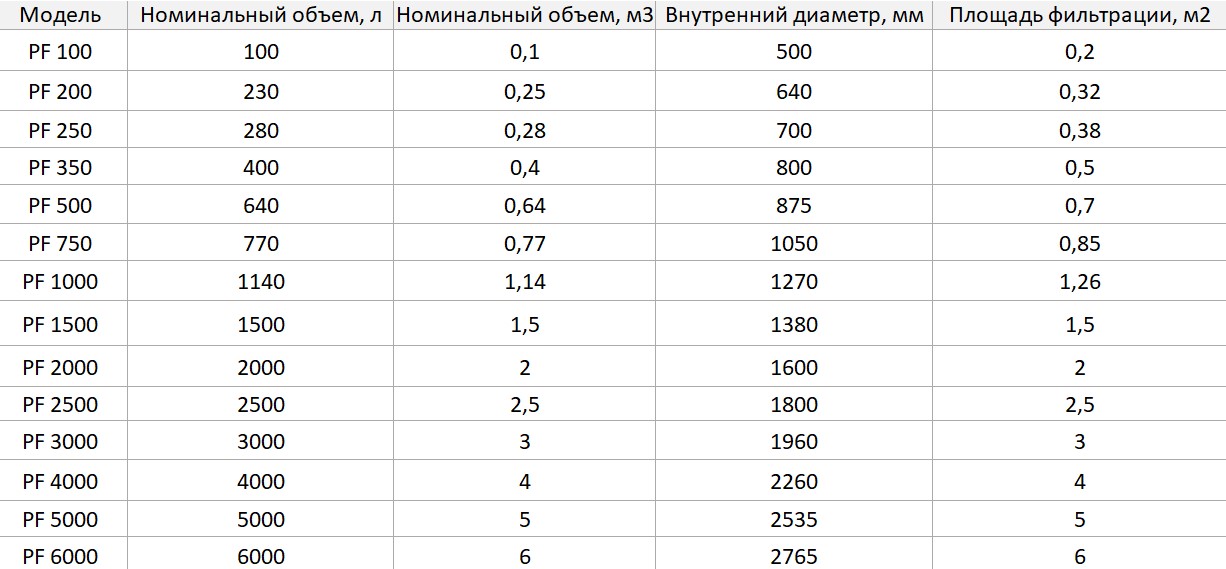 Модель Номинальный объем, л Номинальный объем, м3 Внутренний диаметр, мм Площадь фильтрации, м2
PF 100 100 0,1 500 0,2
PF 200 230 0,25 640 0,32
PF 250 280 0,28 700 0,38
PF 350 400 0,4 800 0,5
PF 500 640 0,64 875 0,7
PF 750 770 0,77 1050 0,85
PF 1000 1140 1,14 1270 1,26
PF 1500 1500 1,5 1380 1,5
PF 2000 2000 2 1600 2
PF 2500 2500 2,5 1800 2,5
PF 3000 3000 3 1960 3
PF 4000 4000 4 2260 4
PF 5000 5000 5 2535 5
PF 6000 6000 6 2765 6